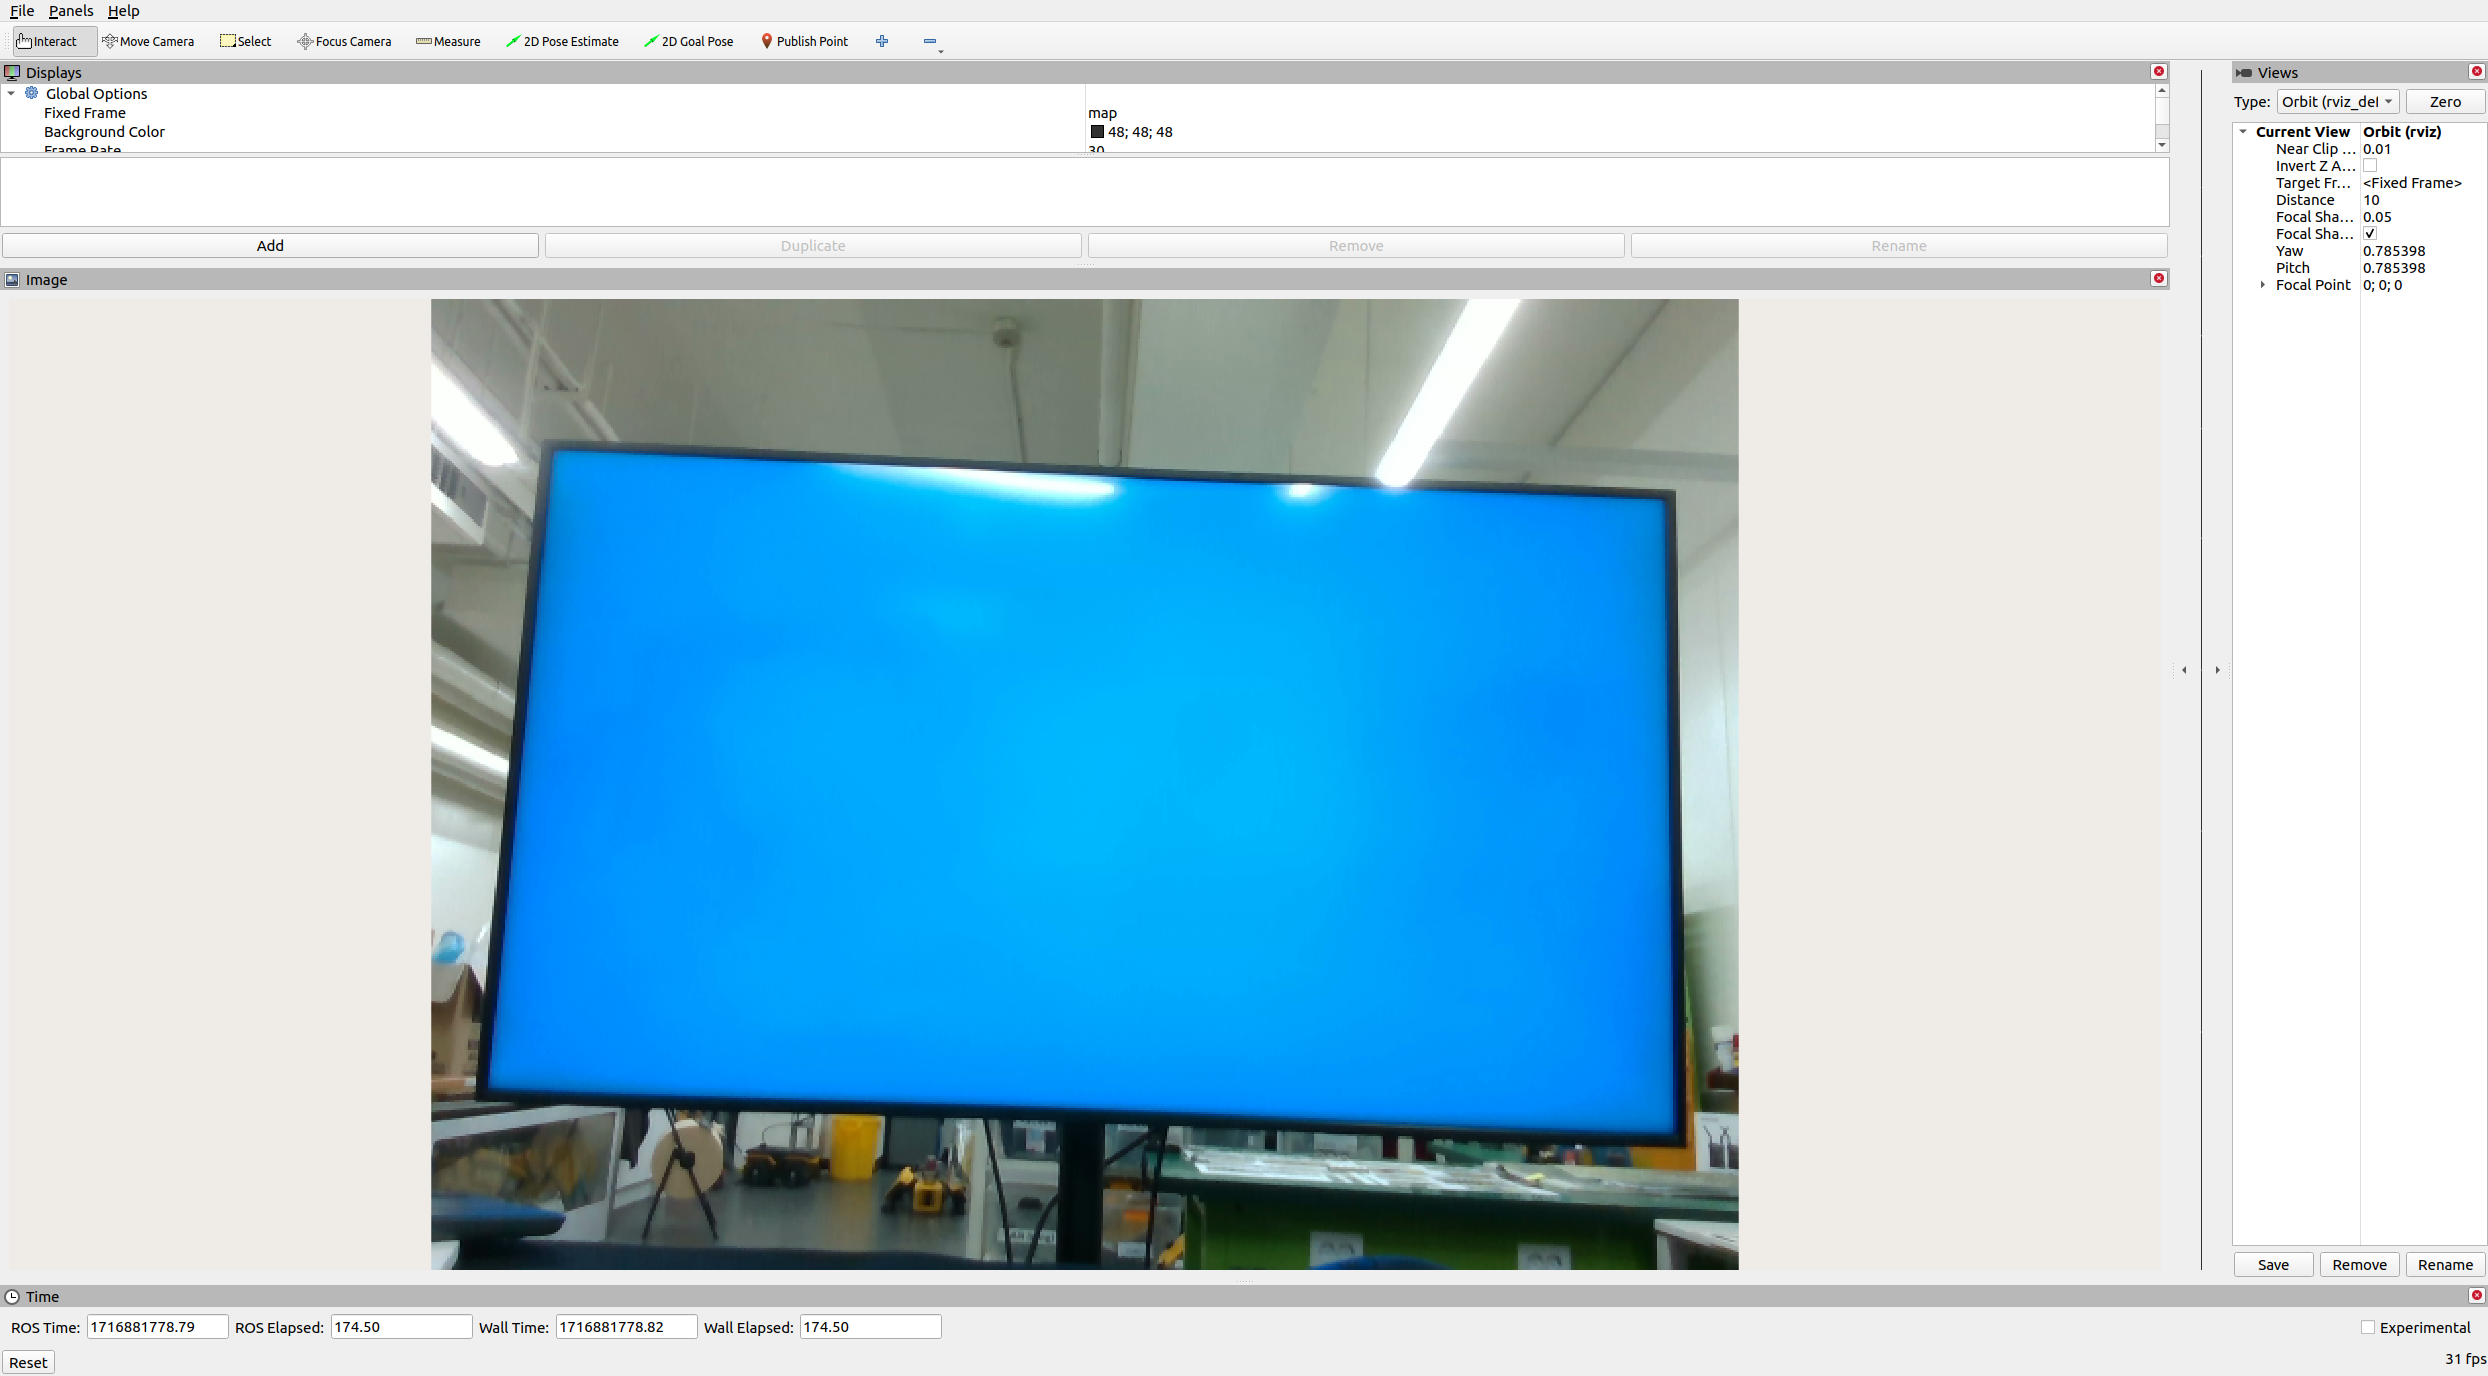 File Panels Help
Interact Move Camera Select Focus Camera Measure 2D Pose Estimate 2D Goal Pose Publish Point
Displays
Global Options
Fixed Frame map
Background Color 48; 48; 48
Frame Rate 30
Add Duplicate Remove Rename
Image
Views
Type: Orbit (rviz_def Zero
Current View Orbit (rviz)
Near Clip ... 0.01
Invert Z A...
Target Fr... <Fixed Frame>
Distance 10
Focal Sha... 0.05
Focal Sha...
Yaw 0.785398
Pitch 0.785398
Focal Point 0; 0; 0
Save Remove Rename
Time
ROS Time: 1716881778.79 ROS Elapsed: 174.50 Wall Time: 1716881778.82 Wall Elapsed: 174.50 Experimental
Reset 31 fps